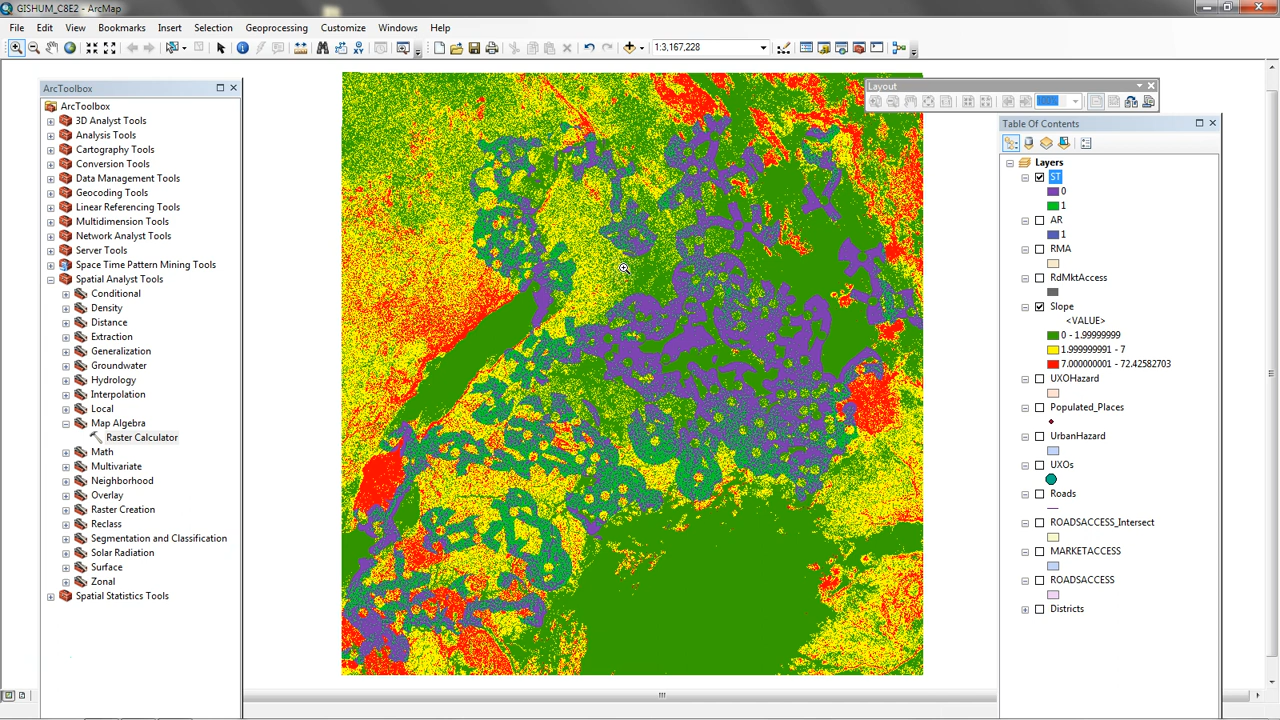 GISHUM_C8E2 - ArcMap
File Edit View Bookmarks Insert Selection Geoprocessing Customize Windows Help
1:3,167,228
ArcToolbox
ArcToolbox
3D Analyst Tools
Analysis Tools
Cartography Tools
Conversion Tools
Data Management Tools
Geocoding Tools
Linear Referencing Tools
Multidimension Tools
Network Analyst Tools
Server Tools
Space Time Pattern Mining Tools
Spatial Analyst Tools
Conditional
Density
Distance
Extraction
Generalization
Groundwater
Hydrology
Interpolation
Local
Map Algebra
Raster Calculator
Math
Multivariate
Neighborhood
Overlay
Raster Creation
Reclass
Segmentation and Classification
Solar Radiation
Surface
Zonal
Spatial Statistics Tools
Layout
Table Of Contents
Layers
ST
0
1
AR
1
RMA
RdMktAccess
Slope
<VALUE>
0 - 1.99999999
1.999999991 - 7
7.000000001 - 72.42582703
UXOHazard
Populated_Places
UrbanHazard
UXOs
Roads
ROADSACCESS_Intersect
MARKETACCESS
ROADSACCESS
Districts